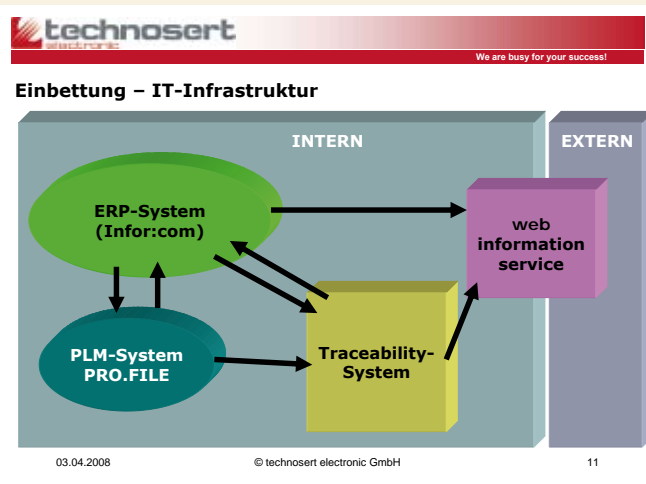 technosert
electronic
We are busy for your success!
Einbettung – IT-Infrastruktur
INTERN
EXTERN
ERP-System
(Infor:com)
web
information
service
PLM-System
PRO.FILE
Traceability-
System
03.04.2008
© technosert electronic GmbH
11